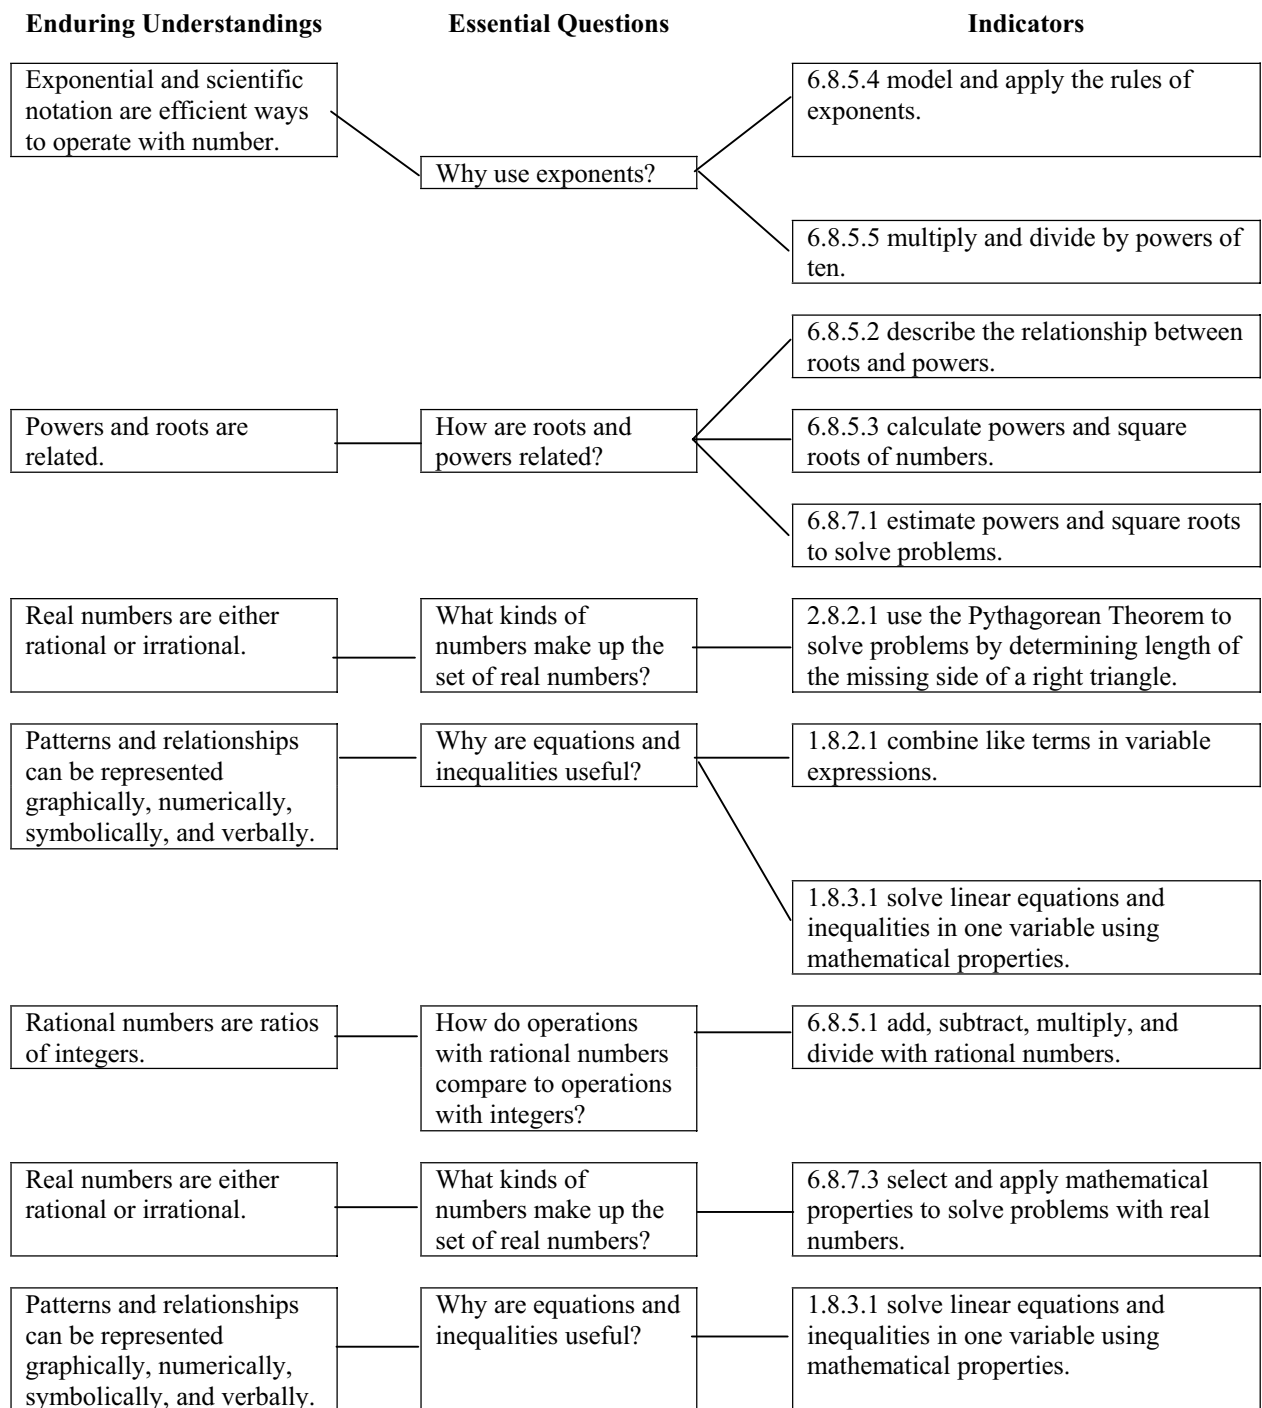 Enduring Understandings Essential Questions Indicators
Exponential and scientific
notation are efficient ways
to operate with number.
Why use exponents?
6.8.5.4 model and apply the rules of
exponents.
6.8.5.5 multiply and divide by powers of
ten.
Powers and roots are
related.
How are roots and
powers related?
6.8.5.2 describe the relationship between
roots and powers.
6.8.5.3 calculate powers and square
roots of numbers.
6.8.7.1 estimate powers and square roots
to solve problems.
Real numbers are either
rational or irrational.
What kinds of
numbers make up the
set of real numbers?
2.8.2.1 use the Pythagorean Theorem to
solve problems by determining length of
the missing side of a right triangle.
Patterns and relationships
can be represented
graphically, numerically,
symbolically, and verbally.
Why are equations and
inequalities useful?
1.8.2.1 combine like terms in variable
expressions.
1.8.3.1 solve linear equations and
inequalities in one variable using
mathematical properties.
Rational numbers are ratios
of integers.
How do operations
with rational numbers
compare to operations
with integers?
6.8.5.1 add, subtract, multiply, and
divide with rational numbers.
Real numbers are either
rational or irrational.
What kinds of
numbers make up the
set of real numbers?
6.8.7.3 select and apply mathematical
properties to solve problems with real
numbers.
Patterns and relationships
can be represented
graphically, numerically,
symbolically, and verbally.
Why are equations and
inequalities useful?
1.8.3.1 solve linear equations and
inequalities in one variable using
mathematical properties.